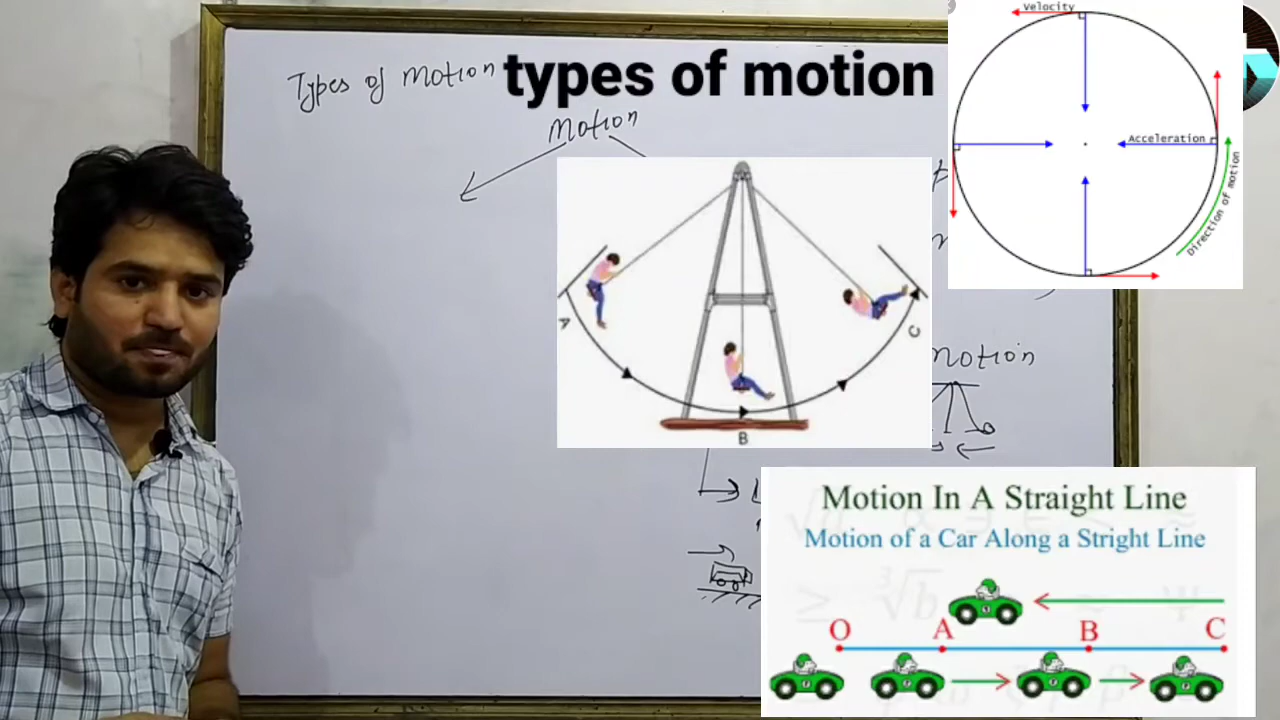 Types of Motion
types of motion
Motion
Velocity
Acceleration
Direction of motion
A
B
C
Motion
Motion In A Straight Line
Motion of a Car Along a Stright Line
O A B C